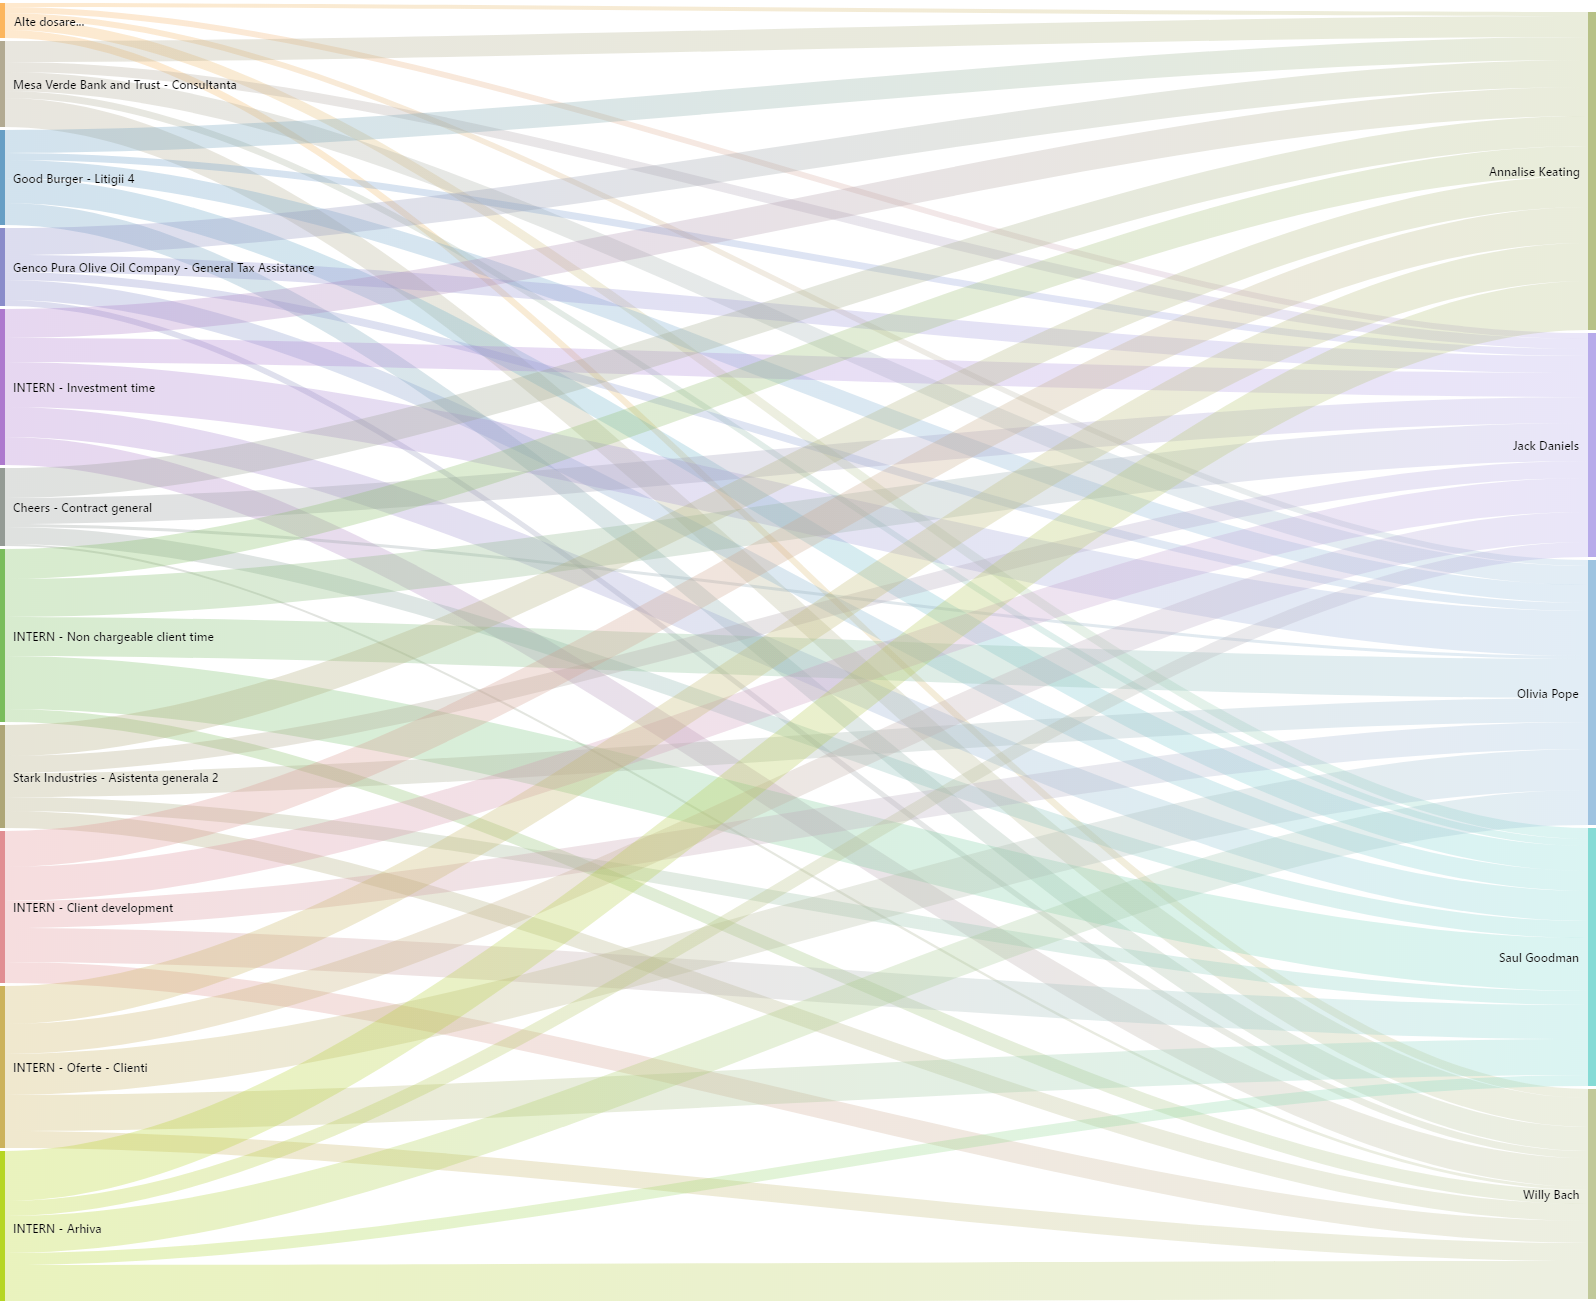 Alte dosare...
Mesa Verde Bank and Trust - Consultanta
Good Burger - Litigii 4
Genco Pura Olive Oil Company - General Tax Assistance
INTERN - Investment time
Cheers - Contract general
INTERN - Non chargeable client time
Stark Industries - Asistenta generala 2
INTERN - Client development
INTERN - Oferte - Clienti
INTERN - Arhiva
Annalise Keating
Jack Daniels
Olivia Pope
Saul Goodman
Willy Bach